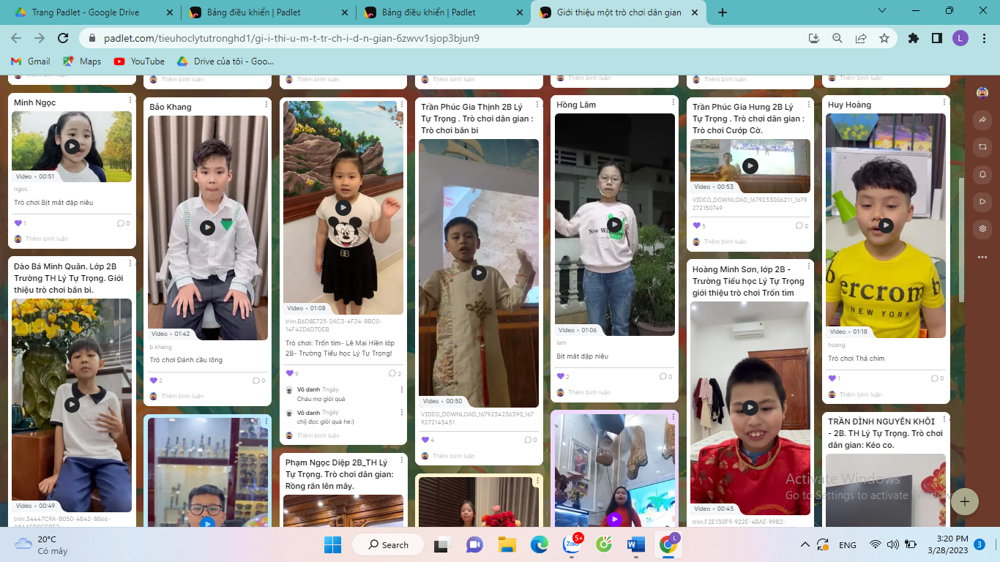 Trang Padlet - Google Drive
Bảng điều khiển | Padlet
Bảng điều khiển | Padlet
Giới thiệu một trò chơi dân gian
padlet.com/tieuhoclytutronghd1/gi-i-thi-u-m-t-tr-ch-i-d-n-gian-6zwvv1sjop3bjun9
L
Gmail
Maps
YouTube
Drive của tôi - Goo...
Thêm bình luận
Thêm bình luận
Thêm bình luận
Thêm bình luận
Thêm bình luận
Thêm bình luận
Thêm bình luận
Minh Ngọc
Video • 00:51
ngoc
Trò chơi Bịt mắt đập niêu
1
0
Thêm bình luận
Đào Bá Minh Quân. Lớp 2B
Trường TH Lý Tự Trọng. Giới
thiệu trò chơi bắn bi.
Video • 00:49
trim.34447C9A-B050-4B42-8B66-
Bảo Khang
Video • 01:42
b khang
Trò chơi Đánh cầu lông
2
0
Thêm bình luận
Video • 01:08
trim.B6D8E725-2AC3-4F24-8BC0-
14F42D6D7DEB
Trò chơi: Trốn tìm- Lê Mai Hiền lớp
2B- Trường Tiểu học Lý Tự Trọng!
9
2
Vô danh 7ngày
Cháu mợ giỏi quá
Vô danh 7ngày
chij đọc giỏi quá he:)
Thêm bình luận
Phạm Ngọc Diệp 2B_TH Lý
Tự Trọng. Trò chơi dân gian:
Rồng rắn lên mây.
Trần Phúc Gia Thịnh 2B Lý
Tự Trọng . Trò chơi dân gian :
Trò chơi bắn bi
Video • 00:50
VIDEO_DOWNLOAD_1679234236390_167
9272145451
4
0
Thêm bình luận
Hồng Lâm
New Window
Video • 01:06
lam
Bịt mắt đập niêu
2
0
Thêm bình luận
Trần Phúc Gia Hưng 2B Lý
Tự Trọng . Trò chơi dân gian :
Trò chơi Cướp Cờ.
Video • 00:53
VIDEO_DOWNLOAD_1679233006211_1679
272150749
5
0
Thêm bình luận
Hoàng Minh Sơn, lớp 2B -
Trường Tiểu học Lý Tự Trọng
giới thiệu trò chơi Trốn tìm
Video • 00:45
trim.F2E130F9-922E-4BAE-9982-
Huy Hoàng
bercromb
NEW YORK
Video • 01:18
hoang
Trò chơi Thả chim
1
0
Thêm bình luận
TRẦN ĐÌNH NGUYÊN KHÔI
- 2B. TH Lý Tự Trọng. Trò chơi
dân gian: Kéo co.
Activate Windows
Go to Settings to activate Windows
20°C
Có mây
Search
Zalo
5+
L
ENG
3:20 PM
3/28/2023
3